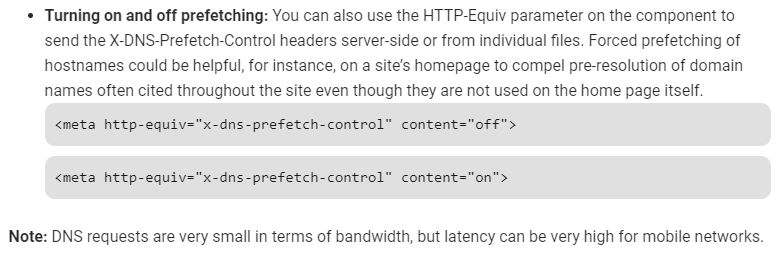 • Turning on and off prefetching: You can also use the HTTP-Equiv parameter on the component to
send the X-DNS-Prefetch-Control headers server-side or from individual files. Forced prefetching of
hostnames could be helpful, for instance, on a site’s homepage to compel pre-resolution of domain
names often cited throughout the site even though they are not used on the home page itself.
<meta http-equiv="x-dns-prefetch-control" content="off">
<meta http-equiv="x-dns-prefetch-control" content="on">
Note: DNS requests are very small in terms of bandwidth, but latency can be very high for mobile networks.